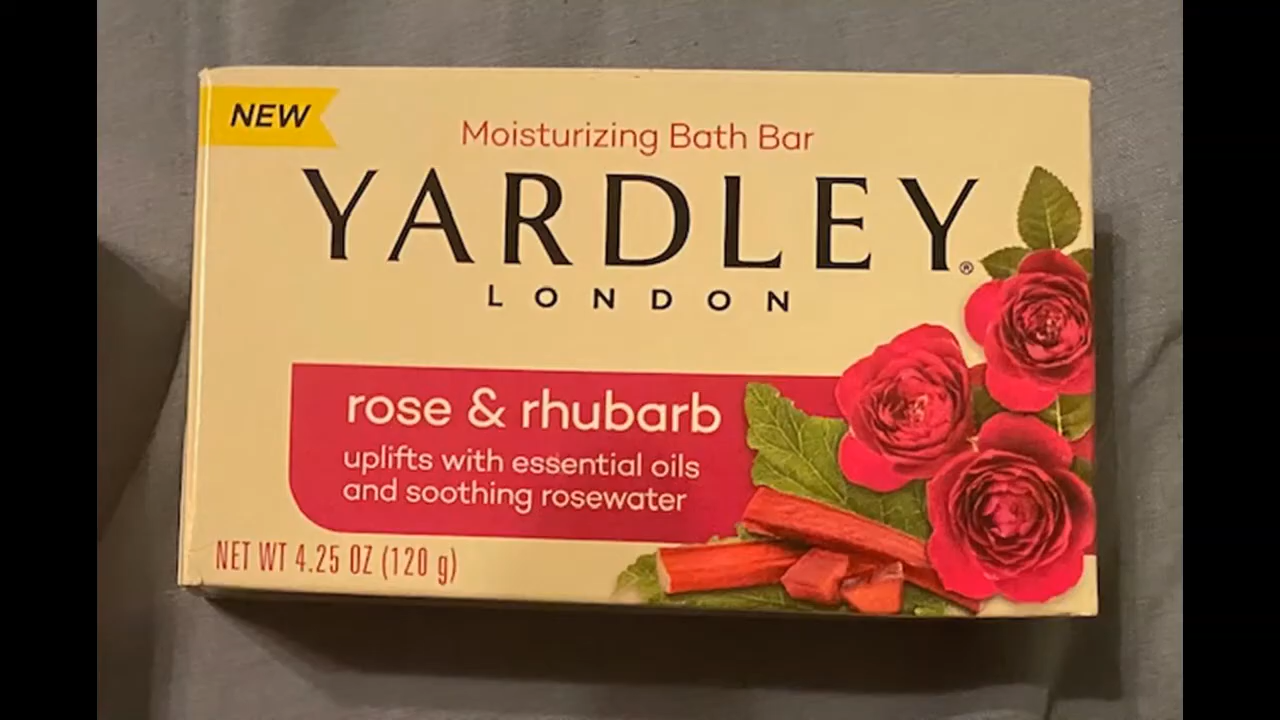 NEW
Moisturizing Bath Bar
YARDLEY®
LONDON
rose & rhubarb
uplifts with essential oils
and soothing rosewater
NET WT 4.25 OZ (120 g)